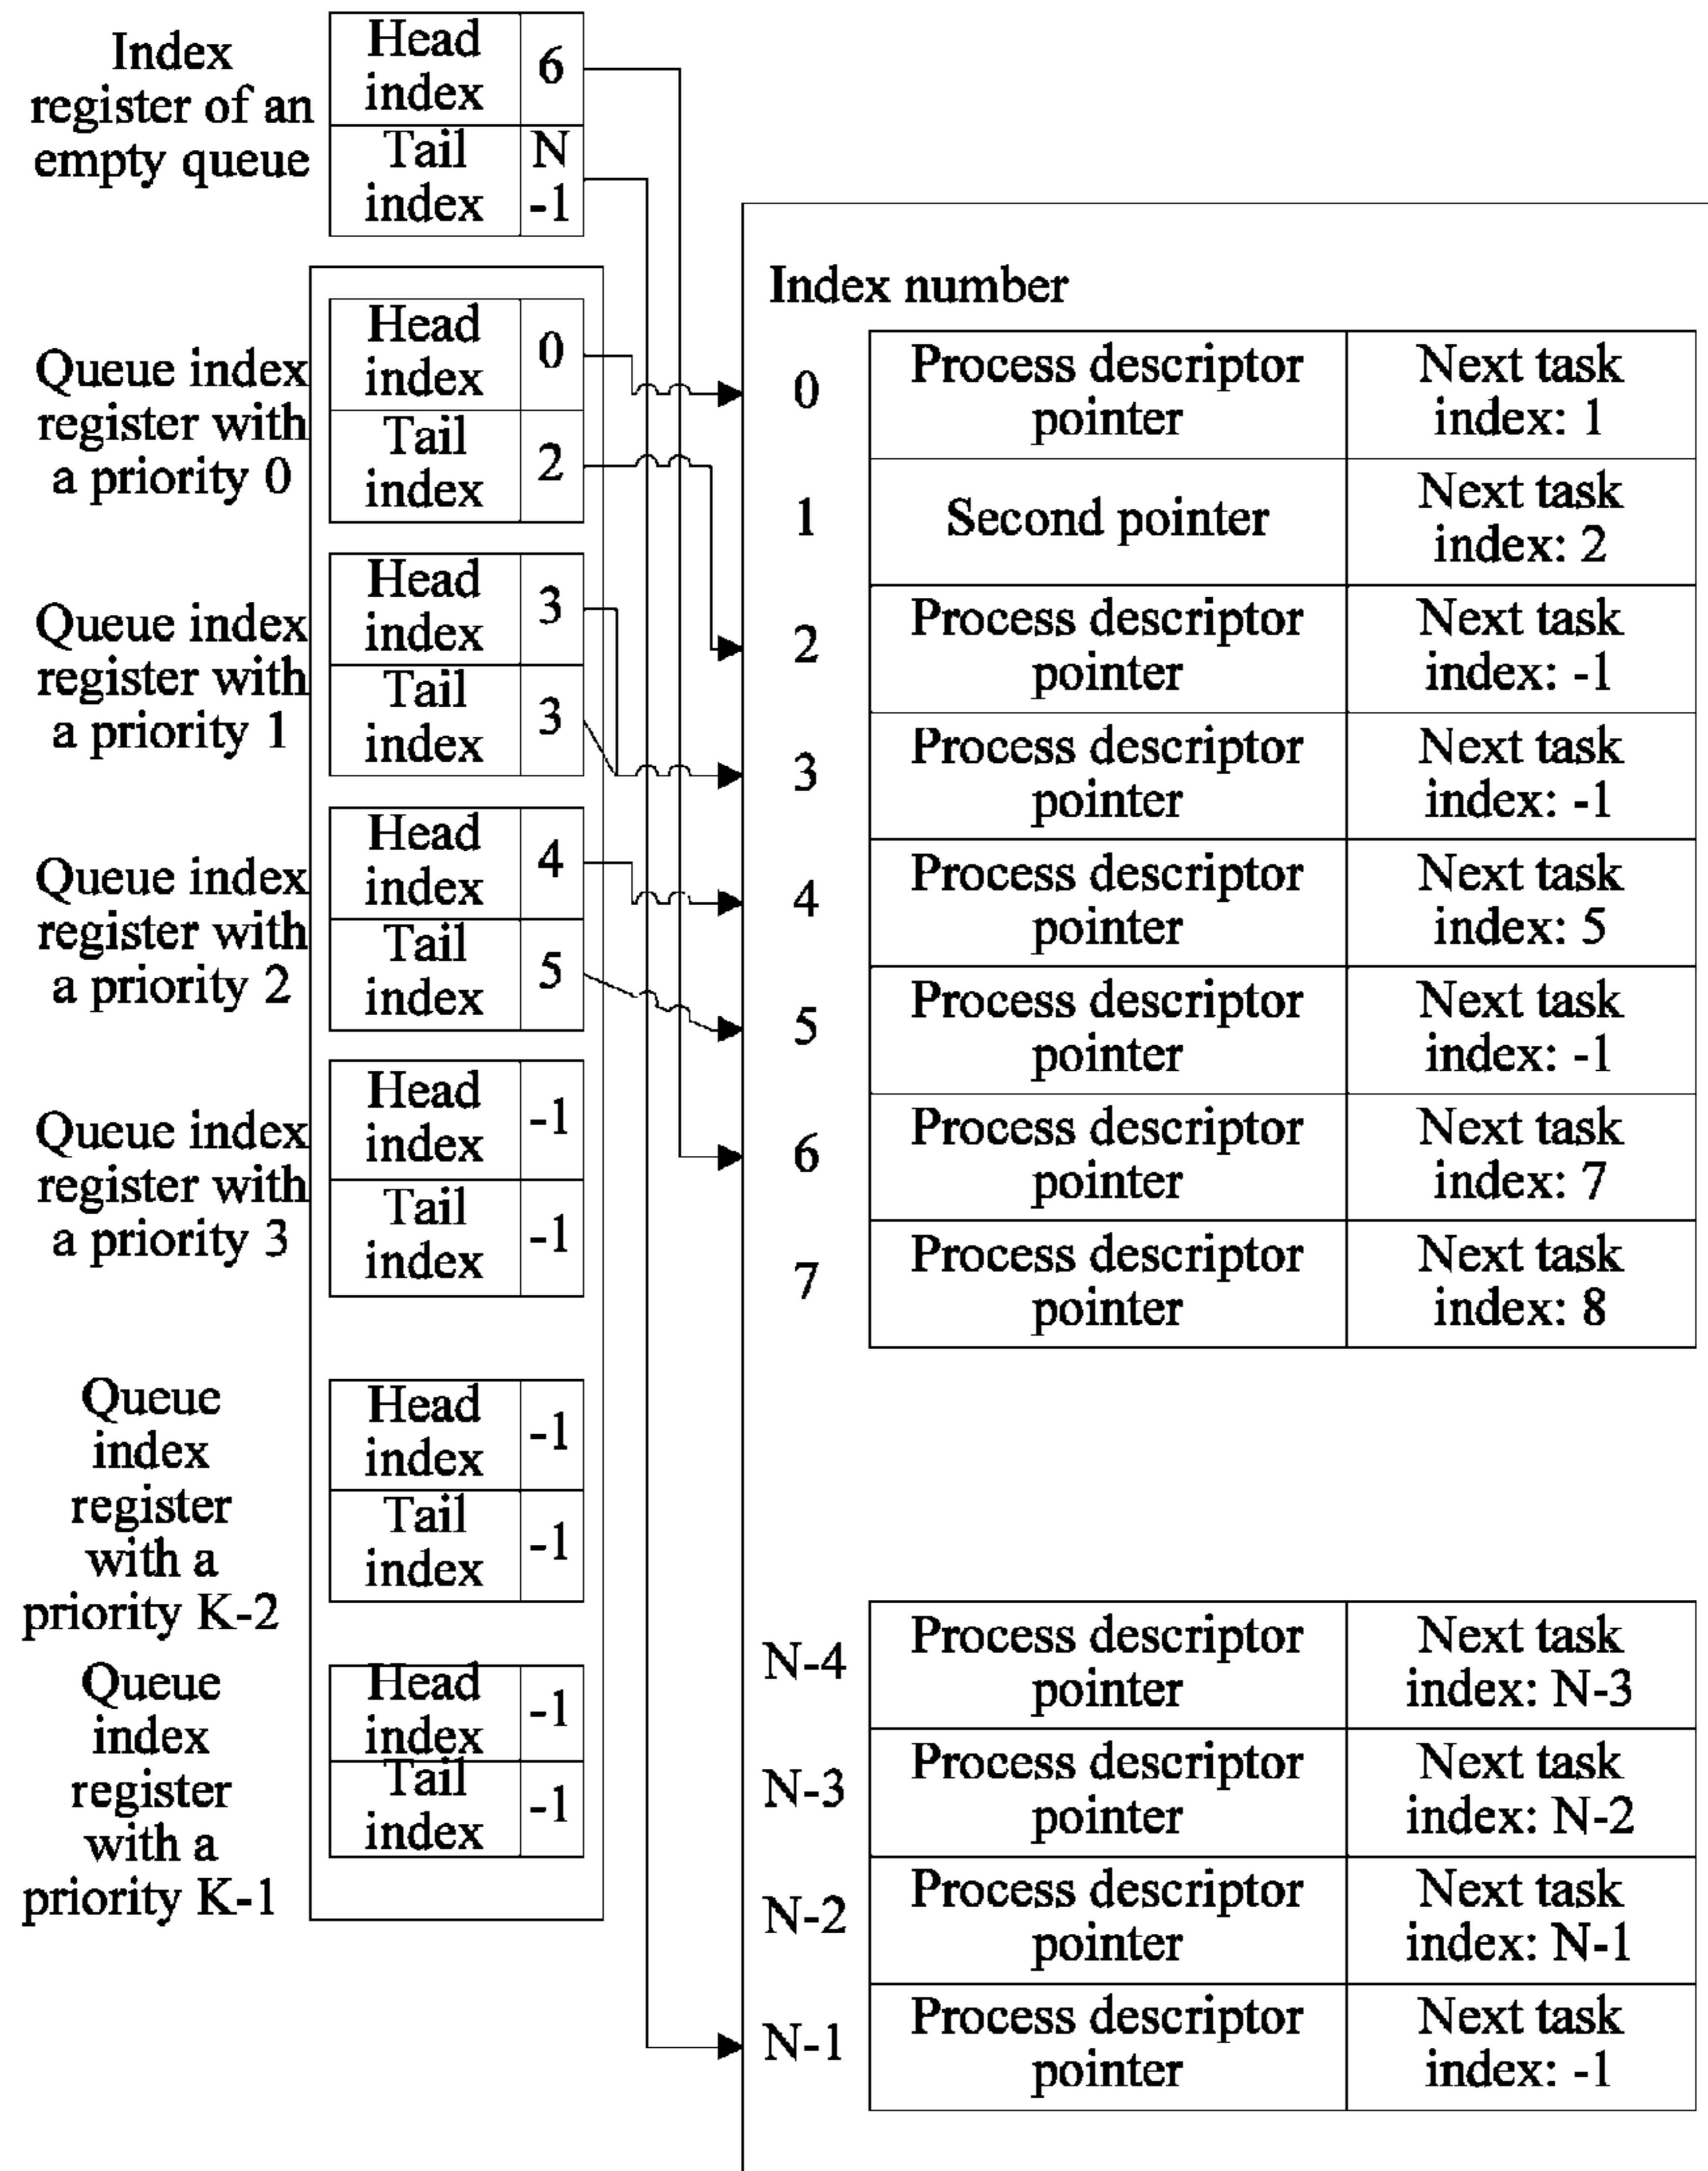 Index
register of an
empty queue
Head
index
6
Tail
index
N
-1
Queue index
register with
a priority 0
Head
index
0
Tail
index
2
Queue index
register with
a priority 1
Head
index
3
Tail
index
3
Queue index
register with
a priority 2
Head
index
4
Tail
index
5
Queue index
register with
a priority 3
Head
index
-1
Tail
index
-1
Queue
index
register
with a
priority K-2
Head
index
-1
Tail
index
-1
Queue
index
register
with a
priority K-1
Head
index
-1
Tail
index
-1
Index number
0
Process descriptor
pointer
Next task
index: 1
1
Second pointer
Next task
index: 2
2
Process descriptor
pointer
Next task
index: -1
3
Process descriptor
pointer
Next task
index: -1
4
Process descriptor
pointer
Next task
index: 5
5
Process descriptor
pointer
Next task
index: -1
6
Process descriptor
pointer
Next task
index: 7
7
Process descriptor
pointer
Next task
index: 8
N-4
Process descriptor
pointer
Next task
index: N-3
N-3
Process descriptor
pointer
Next task
index: N-2
N-2
Process descriptor
pointer
Next task
index: N-1
N-1
Process descriptor
pointer
Next task
index: -1